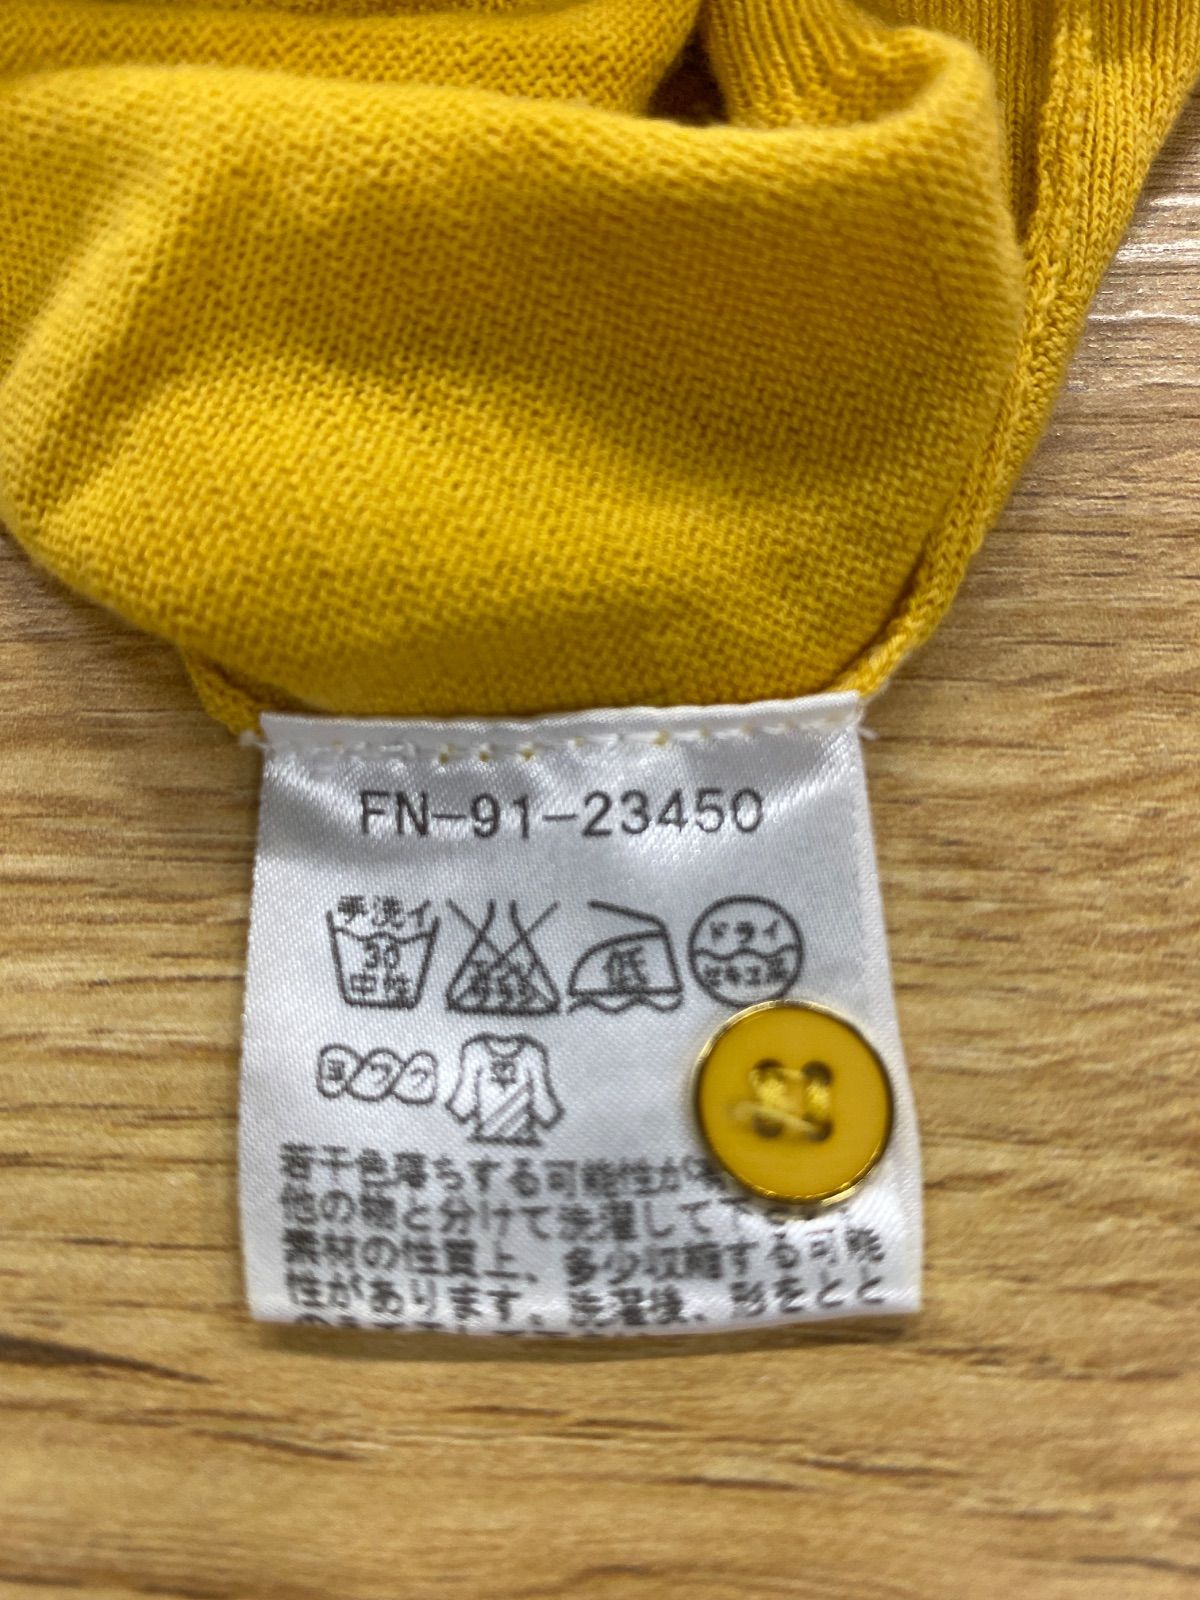 FN-91-23450
手洗イ
30
中性
低
ドライ
セキユ系
ヨワク
若干色落ちする可能性が
他の物と分けて洗濯して下
素材の性質上、多少収縮する可能
性があります。洗濯後、形をとと